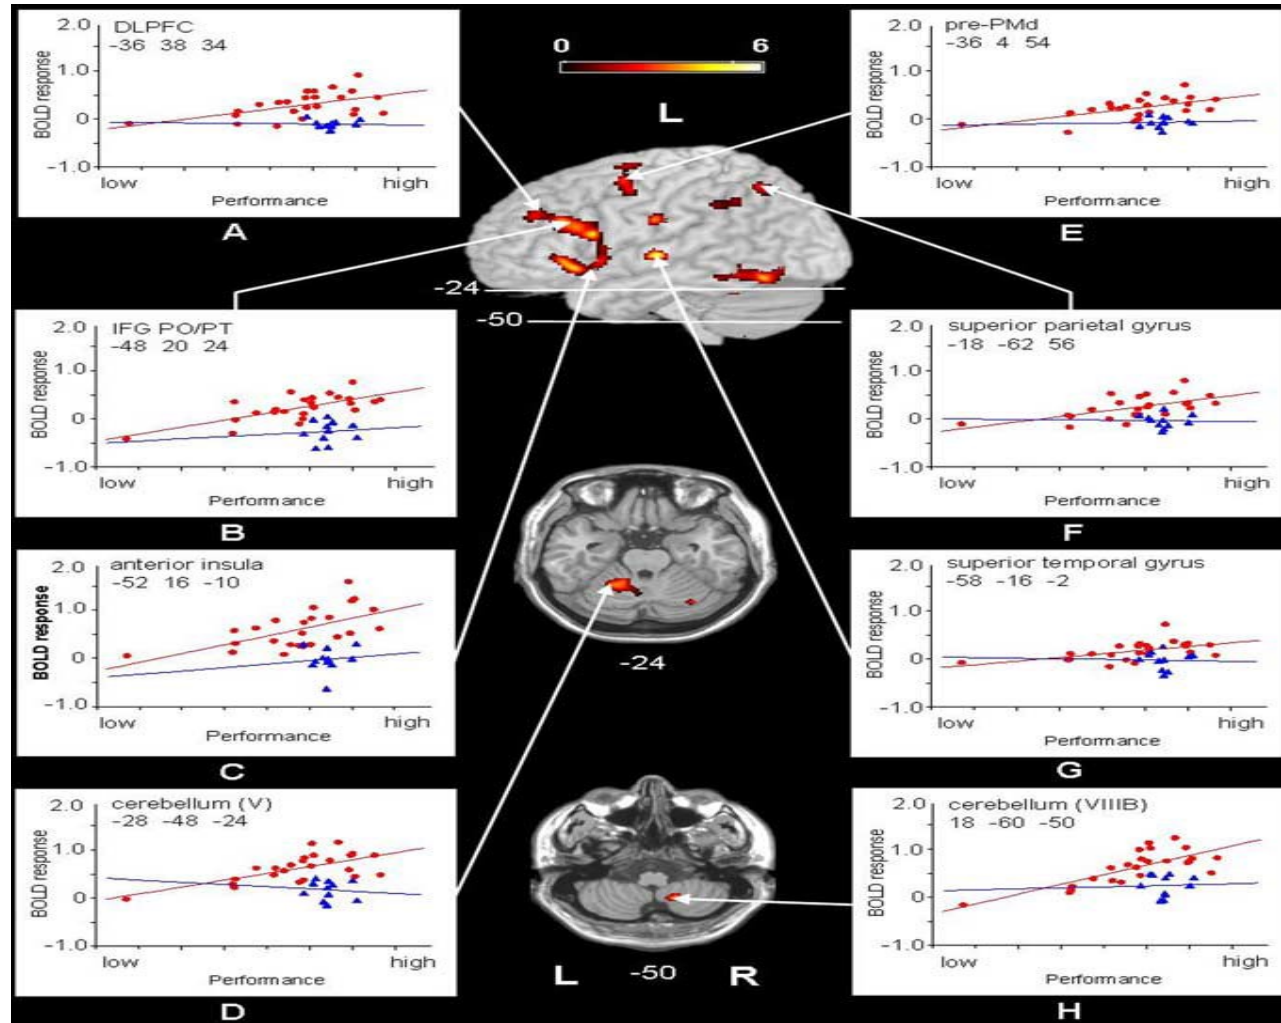 DLPFC
-36 38 34
2.0
1.0
0
-1.0
BOLD response
low
high
Performance
A
IFG PO/PT
-48 20 24
2.0
1.0
0
-1.0
BOLD response
low
high
Performance
B
anterior insula
-52 16 -10
2.0
1.0
0
-1.0
BOLD response
low
high
Performance
C
cerebellum (V)
-28 -48 -24
2.0
1.0
0
-1.0
BOLD response
low
high
Performance
D
0
6
L
-24
-50
-24
L -50 R
pre-PMd
-36 4 54
2.0
1.0
0
-1.0
BOLD response
low
high
Performance
E
superior parietal gyrus
-18 -62 56
2.0
1.0
0
-1.0
BOLD response
low
high
Performance
F
superior temporal gyrus
-58 -16 -2
2.0
1.0
0
-1.0
BOLD response
low
high
Performance
G
cerebellum (VIIIB)
18 -60 -50
2.0
1.0
0
-1.0
BOLD response
low
high
Performance
H